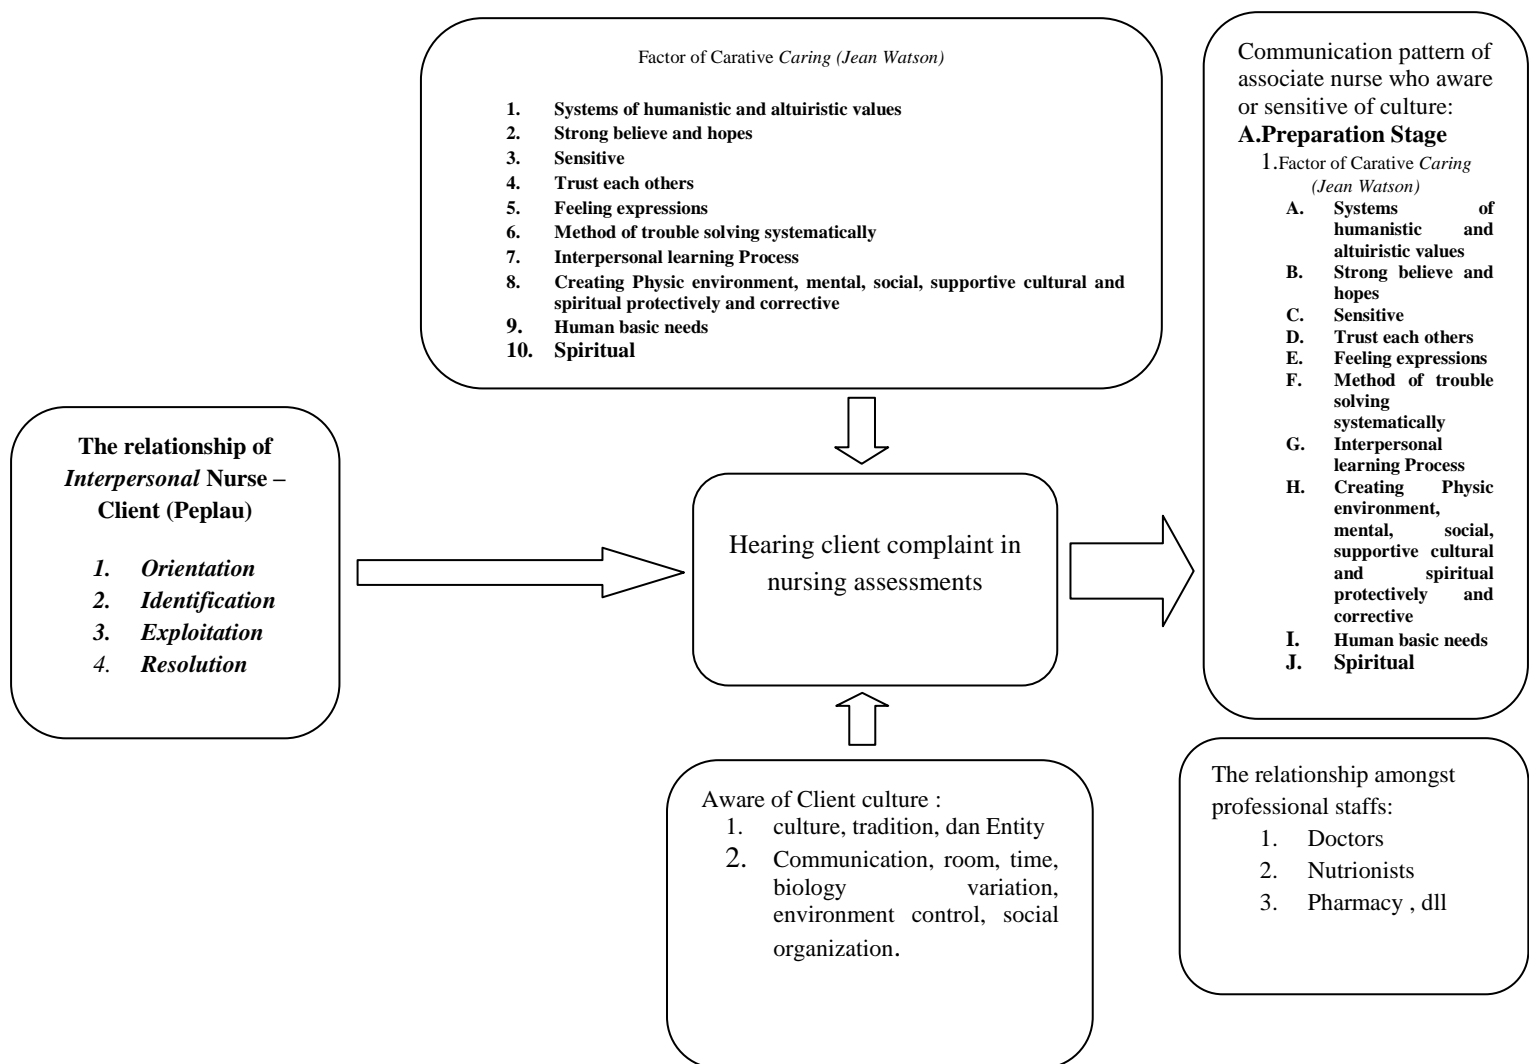 Factor of Carative Caring (Jean Watson)
1. Systems of humanistic and altuiristic values
2. Strong believe and hopes
3. Sensitive
4. Trust each others
5. Feeling expressions
6. Method of trouble solving systematically
7. Interpersonal learning Process
8. Creating Physic environment, mental, social, supportive cultural and
spiritual protectively and corrective
9. Human basic needs
10. Spiritual
The relationship of
Interpersonal Nurse –
Client (Peplau)
1. Orientation
2. Identification
3. Exploitation
4. Resolution
Hearing client complaint in
nursing assessments
Aware of Client culture :
1. culture, tradition, dan Entity
2. Communication, room, time,
biology variation,
environment control, social
organization.
Communication pattern of
associate nurse who aware
or sensitive of culture:
A.Preparation Stage
1.Factor of Carative Caring
(Jean Watson)
A. Systems of
humanistic and
altuiristic values
B. Strong believe and
hopes
C. Sensitive
D. Trust each others
E. Feeling expressions
F. Method of trouble
solving
systematically
G. Interpersonal
learning Process
H. Creating Physic
environment,
mental, social,
supportive cultural
and spiritual
protectively and
corrective
I. Human basic needs
J. Spiritual
The relationship amongst
professional staffs:
1. Doctors
2. Nutrionists
3. Pharmacy , dll